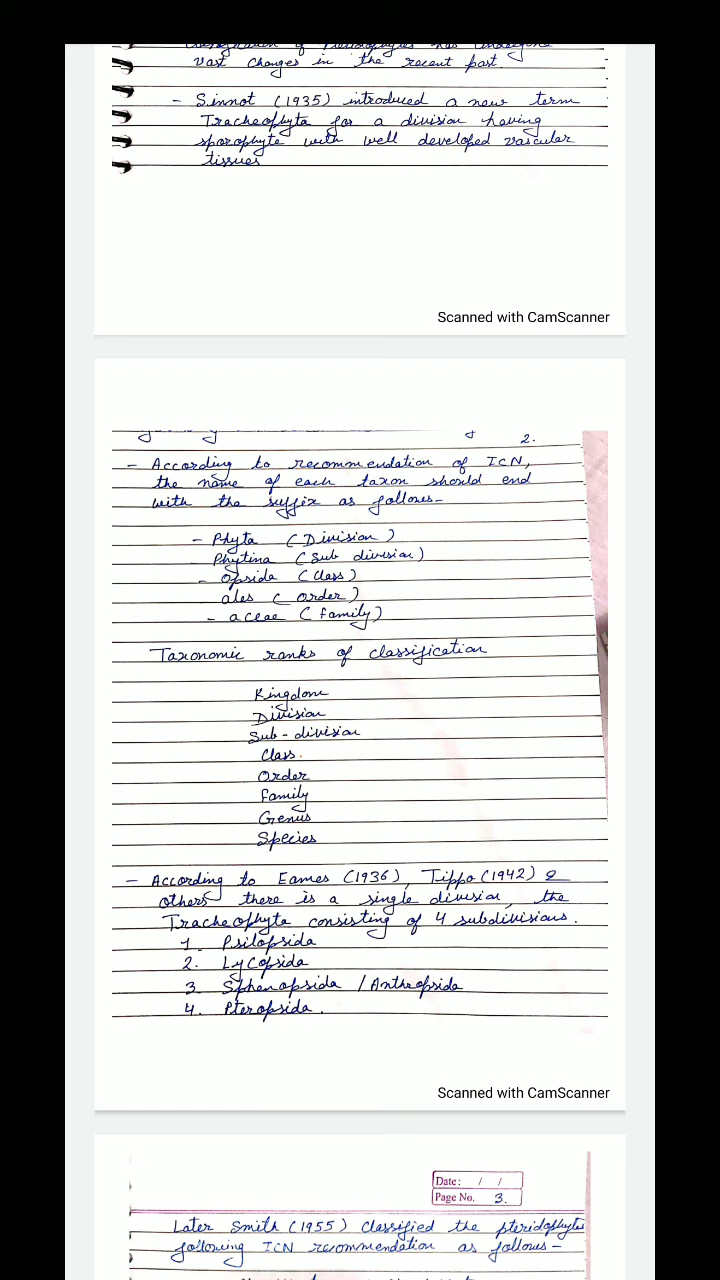 vast changes in the recent past
- Sinnot (1935) introduced a new term
Tracheophyta for a division having
sporophyte with well developed vascular
tissues
Scanned with CamScanner
2.
- According to recommendation of ICN,
the name of each taxon should end
with the suffix as follows-
- Phyta (Division)
Phytina (Sub division)
- opsida (Class)
ales (order)
- aceae (family)
Taxonomic ranks of classification
Kingdom
Division
Sub-division
Class.
Order
family
Genus
Species
- According to Eames (1936), Tippo (1942) &
others there is a single division, the
Tracheophyta consisting of 4 subdivisions.
1. Psilopsida
2. Lycopsida
3 Sphenopsida / Anthropsida
4. Pteropsida.
Scanned with CamScanner
Date: / /
Page No. 3.
Later Smith (1955) classified the pteridophytes
following ICN recommendation as follows-